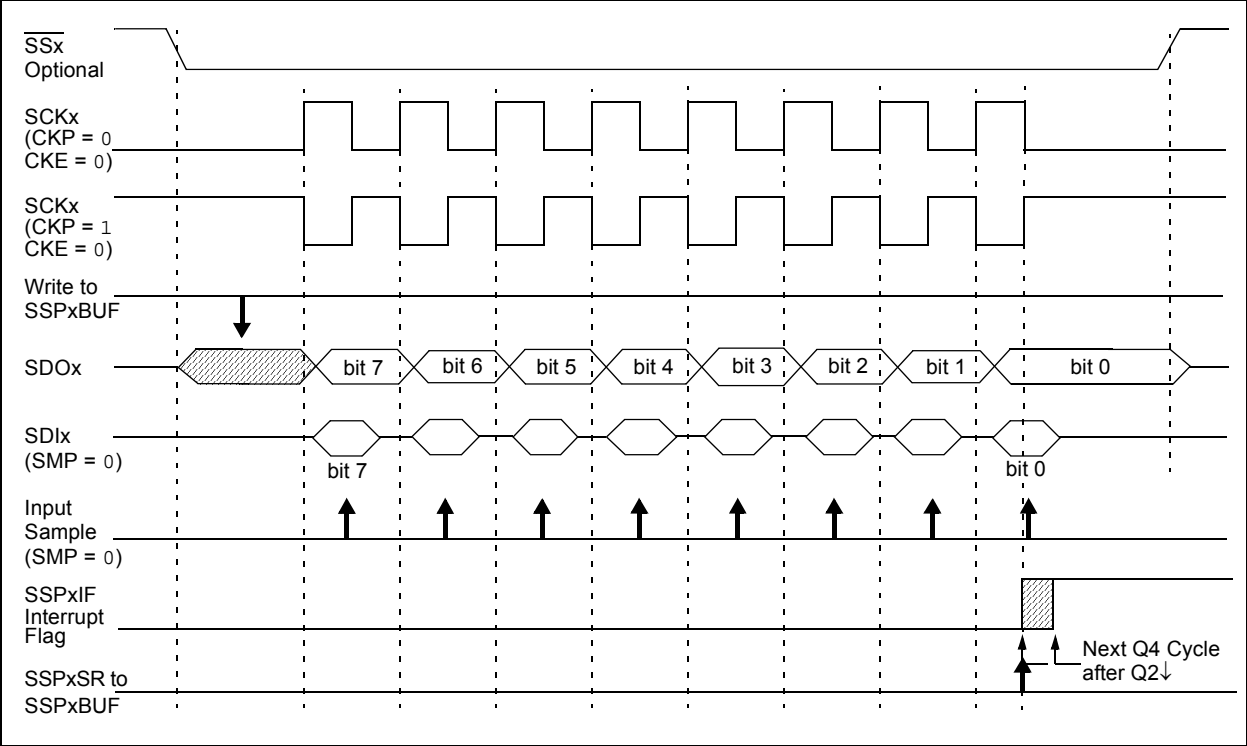 SSx
Optional
SCKx
(CKP = 0
CKE = 0)
SCKx
(CKP = 1
CKE = 0)
Write to
SSPxBUF
SDOx
bit 7
bit 6
bit 5
bit 4
bit 3
bit 2
bit 1
bit 0
SDIx
(SMP = 0)
bit 7
bit 0
Input
Sample
(SMP = 0)
SSPxIF
Interrupt
Flag
Next Q4 Cycle
after Q2↓
SSPxSR to
SSPxBUF